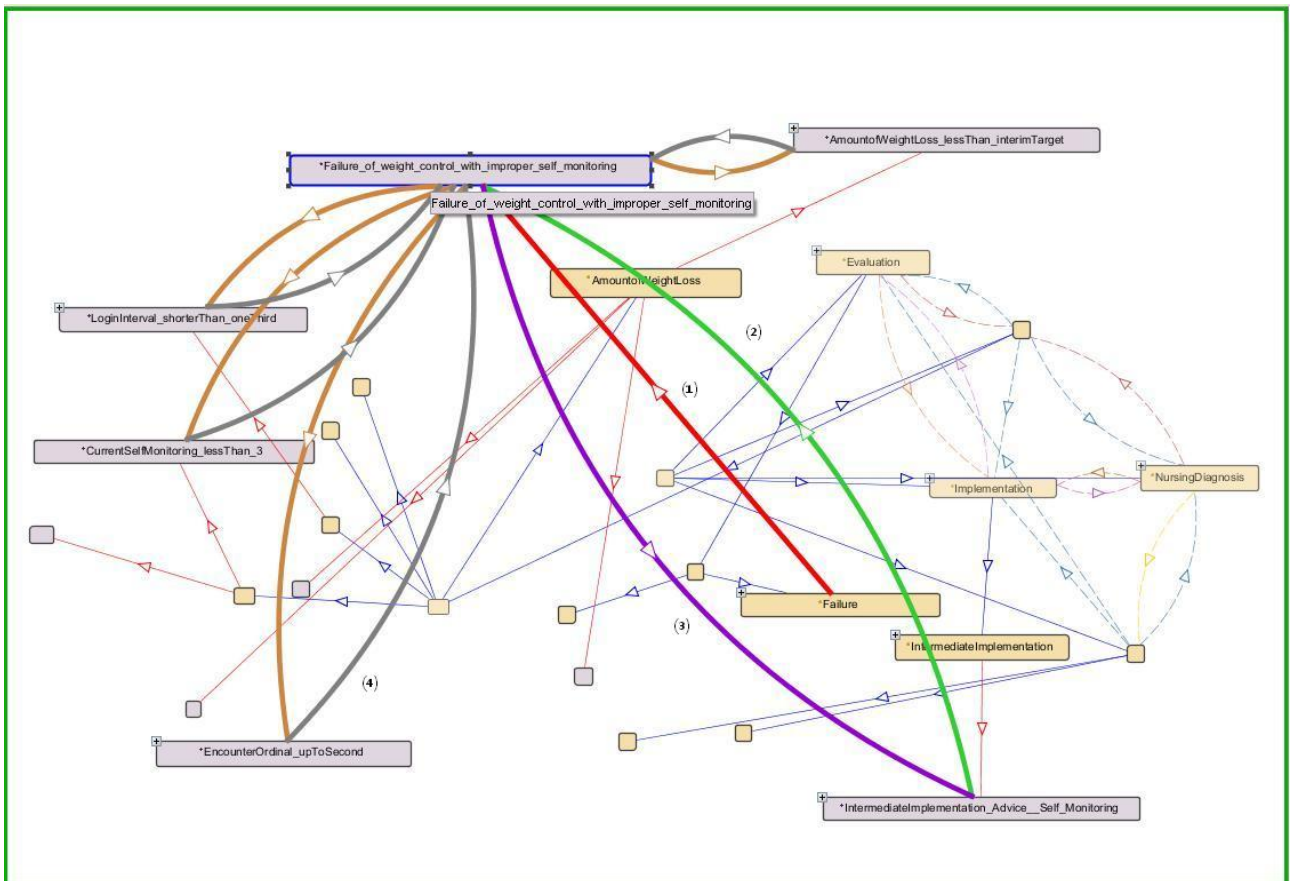 *AmountofWeightLoss_lessThan_interimTarget
*Failure_of_weight_control_with_improper_self_monitoring
Failure_of_weight_control_with_improper_self_monitoring
*Evaluation
*AmountofWeightLoss
*LoginInterval_shorterThan_oneThird
(2)
(1)
*CurrentSelfMonitoring_lessThan_3
*NursingDiagnosis
*Implementation
*Failure
(3)
*IntermediateImplementation
(4)
*EncounterOrdinal_upToSecond
*IntermediateImplementation_Advice__Self_Monitoring